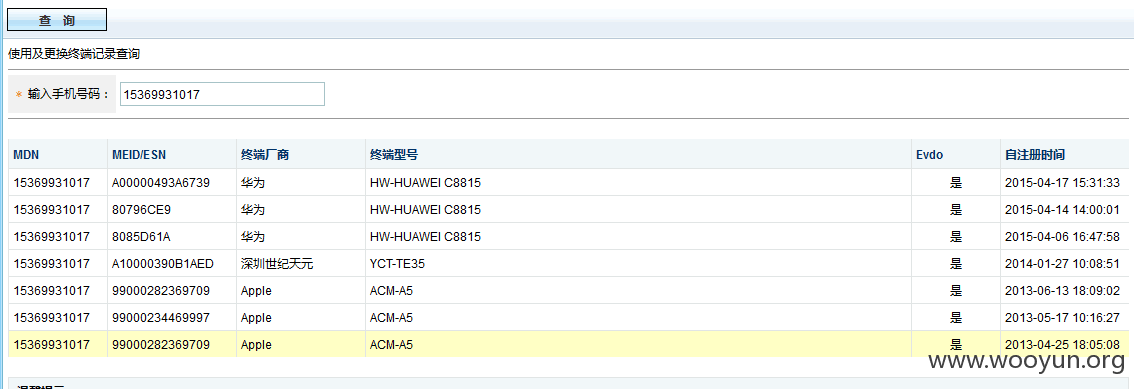 查 询
使用及更换终端记录查询
* 输入手机号码： 15369931017
MDN MEID/ESN 终端厂商 终端型号 Evdo 自注册时间
15369931017 A00000493A6739 华为 HW-HUAWEI C8815 是 2015-04-17 15:31:33
15369931017 80796CE9 华为 HW-HUAWEI C8815 是 2015-04-14 14:00:01
15369931017 8085D61A 华为 HW-HUAWEI C8815 是 2015-04-06 16:47:58
15369931017 A10000390B1AED 深圳世纪天元 YCT-TE35 是 2014-01-27 10:08:51
15369931017 99000282369709 Apple ACM-A5 是 2013-06-13 18:09:02
15369931017 99000234469997 Apple ACM-A5 是 2013-05-17 10:16:27
15369931017 99000282369709 Apple ACM-A5 是 2013-04-25 18:05:08
www.wooyun.org